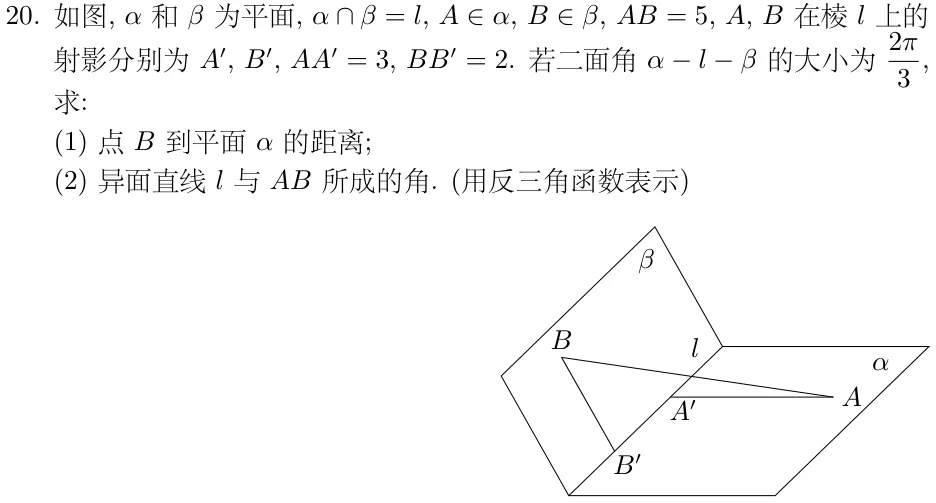 20. 如图, α 和 β 为平面, α ∩ β = l, A ∈ α, B ∈ β, AB = 5, A, B 在棱 l 上的
射影分别为 A′, B′, AA′ = 3, BB′ = 2. 若二面角 α − l − β 的大小为 2π/3,
求:
(1) 点 B 到平面 α 的距离;
(2) 异面直线 l 与 AB 所成的角. (用反三角函数表示)
β
B
l
α
A
A′
B′